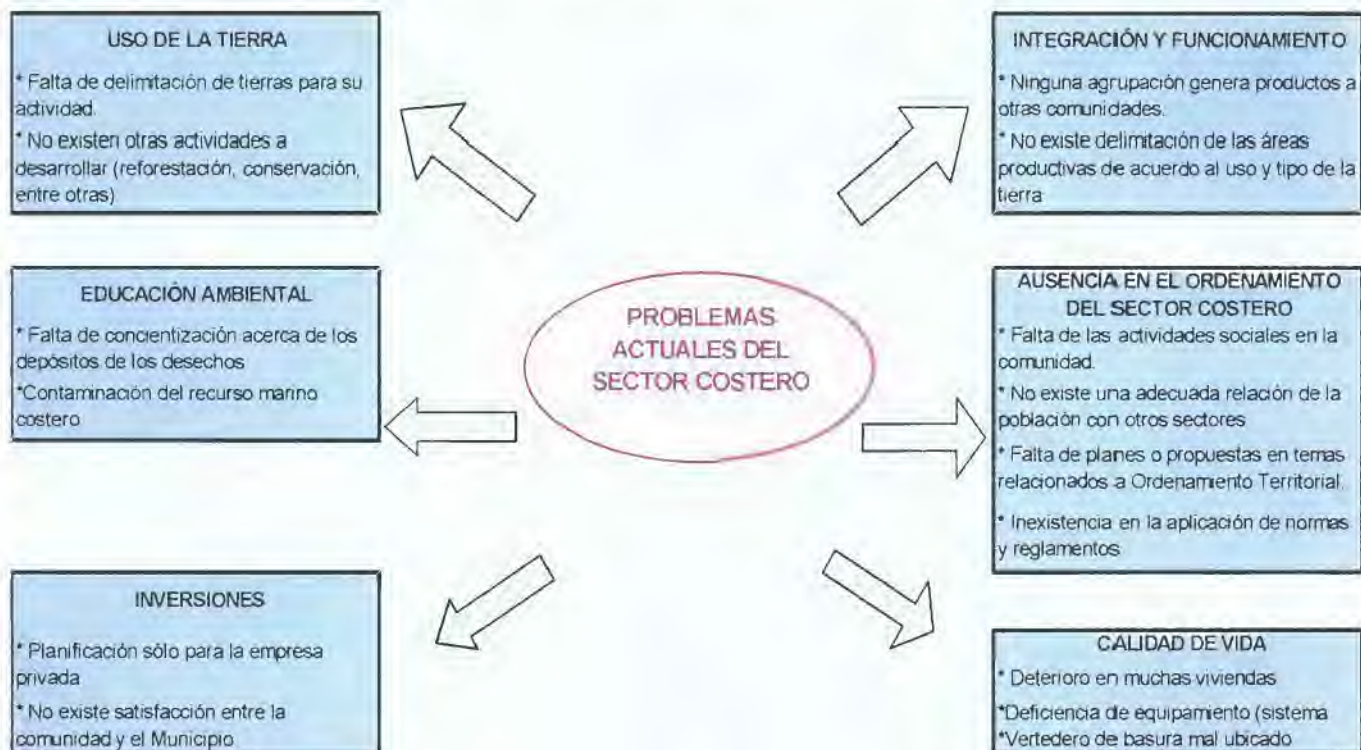 USO DE LA TIERRA
* Falta de delimitación de tierras para su
actividad.
* No existen otras actividades a
desarrollar (reforestación, conservación,
entre otras)
EDUCACIÓN AMBIENTAL
* Falta de concientización acerca de los
depósitos de los desechos
*Contaminación del recurso marino
costero
INVERSIONES
* Planificación sólo para la empresa
privada
* No existe satisfacción entre la
comunidad y el Municipio
PROBLEMAS
ACTUALES DEL
SECTOR COSTERO
INTEGRACIÓN Y FUNCIONAMIENTO
* Ninguna agrupación genera productos a
otras comunidades.
* No existe delimitación de las áreas
productivas de acuerdo al uso y tipo de la
tierra
AUSENCIA EN EL ORDENAMIENTO
DEL SECTOR COSTERO
* Falta de las actividades sociales en la
comunidad.
* No existe una adecuada relación de la
población con otros sectores
* Falta de planes o propuestas en temas
relacionados a Ordenamiento Territorial.
* Inexistencia en la aplicación de normas
y reglamentos
CALIDAD DE VIDA
* Deterioro en muchas viviendas
*Deficiencia de equipamiento (sistema
*Vertedero de basura mal ubicado